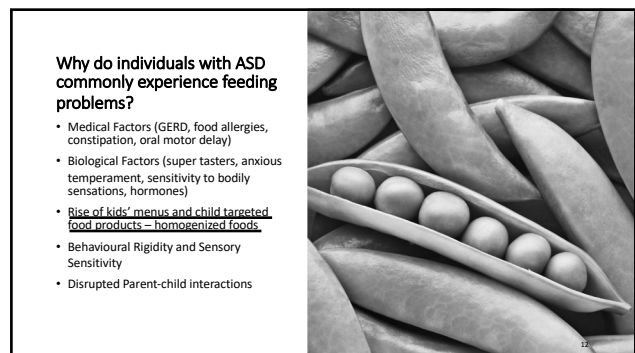 Why do individuals with ASD
commonly experience feeding
problems?
• Medical Factors (GERD, food allergies,
constipation, oral motor delay)
• Biological Factors (super tasters, anxious
temperament, sensitivity to bodily
sensations, hormones)
• Rise of kids' menus and child targeted
food products – homogenized foods
• Behavioural Rigidity and Sensory
Sensitivity
• Disrupted Parent-child interactions
12